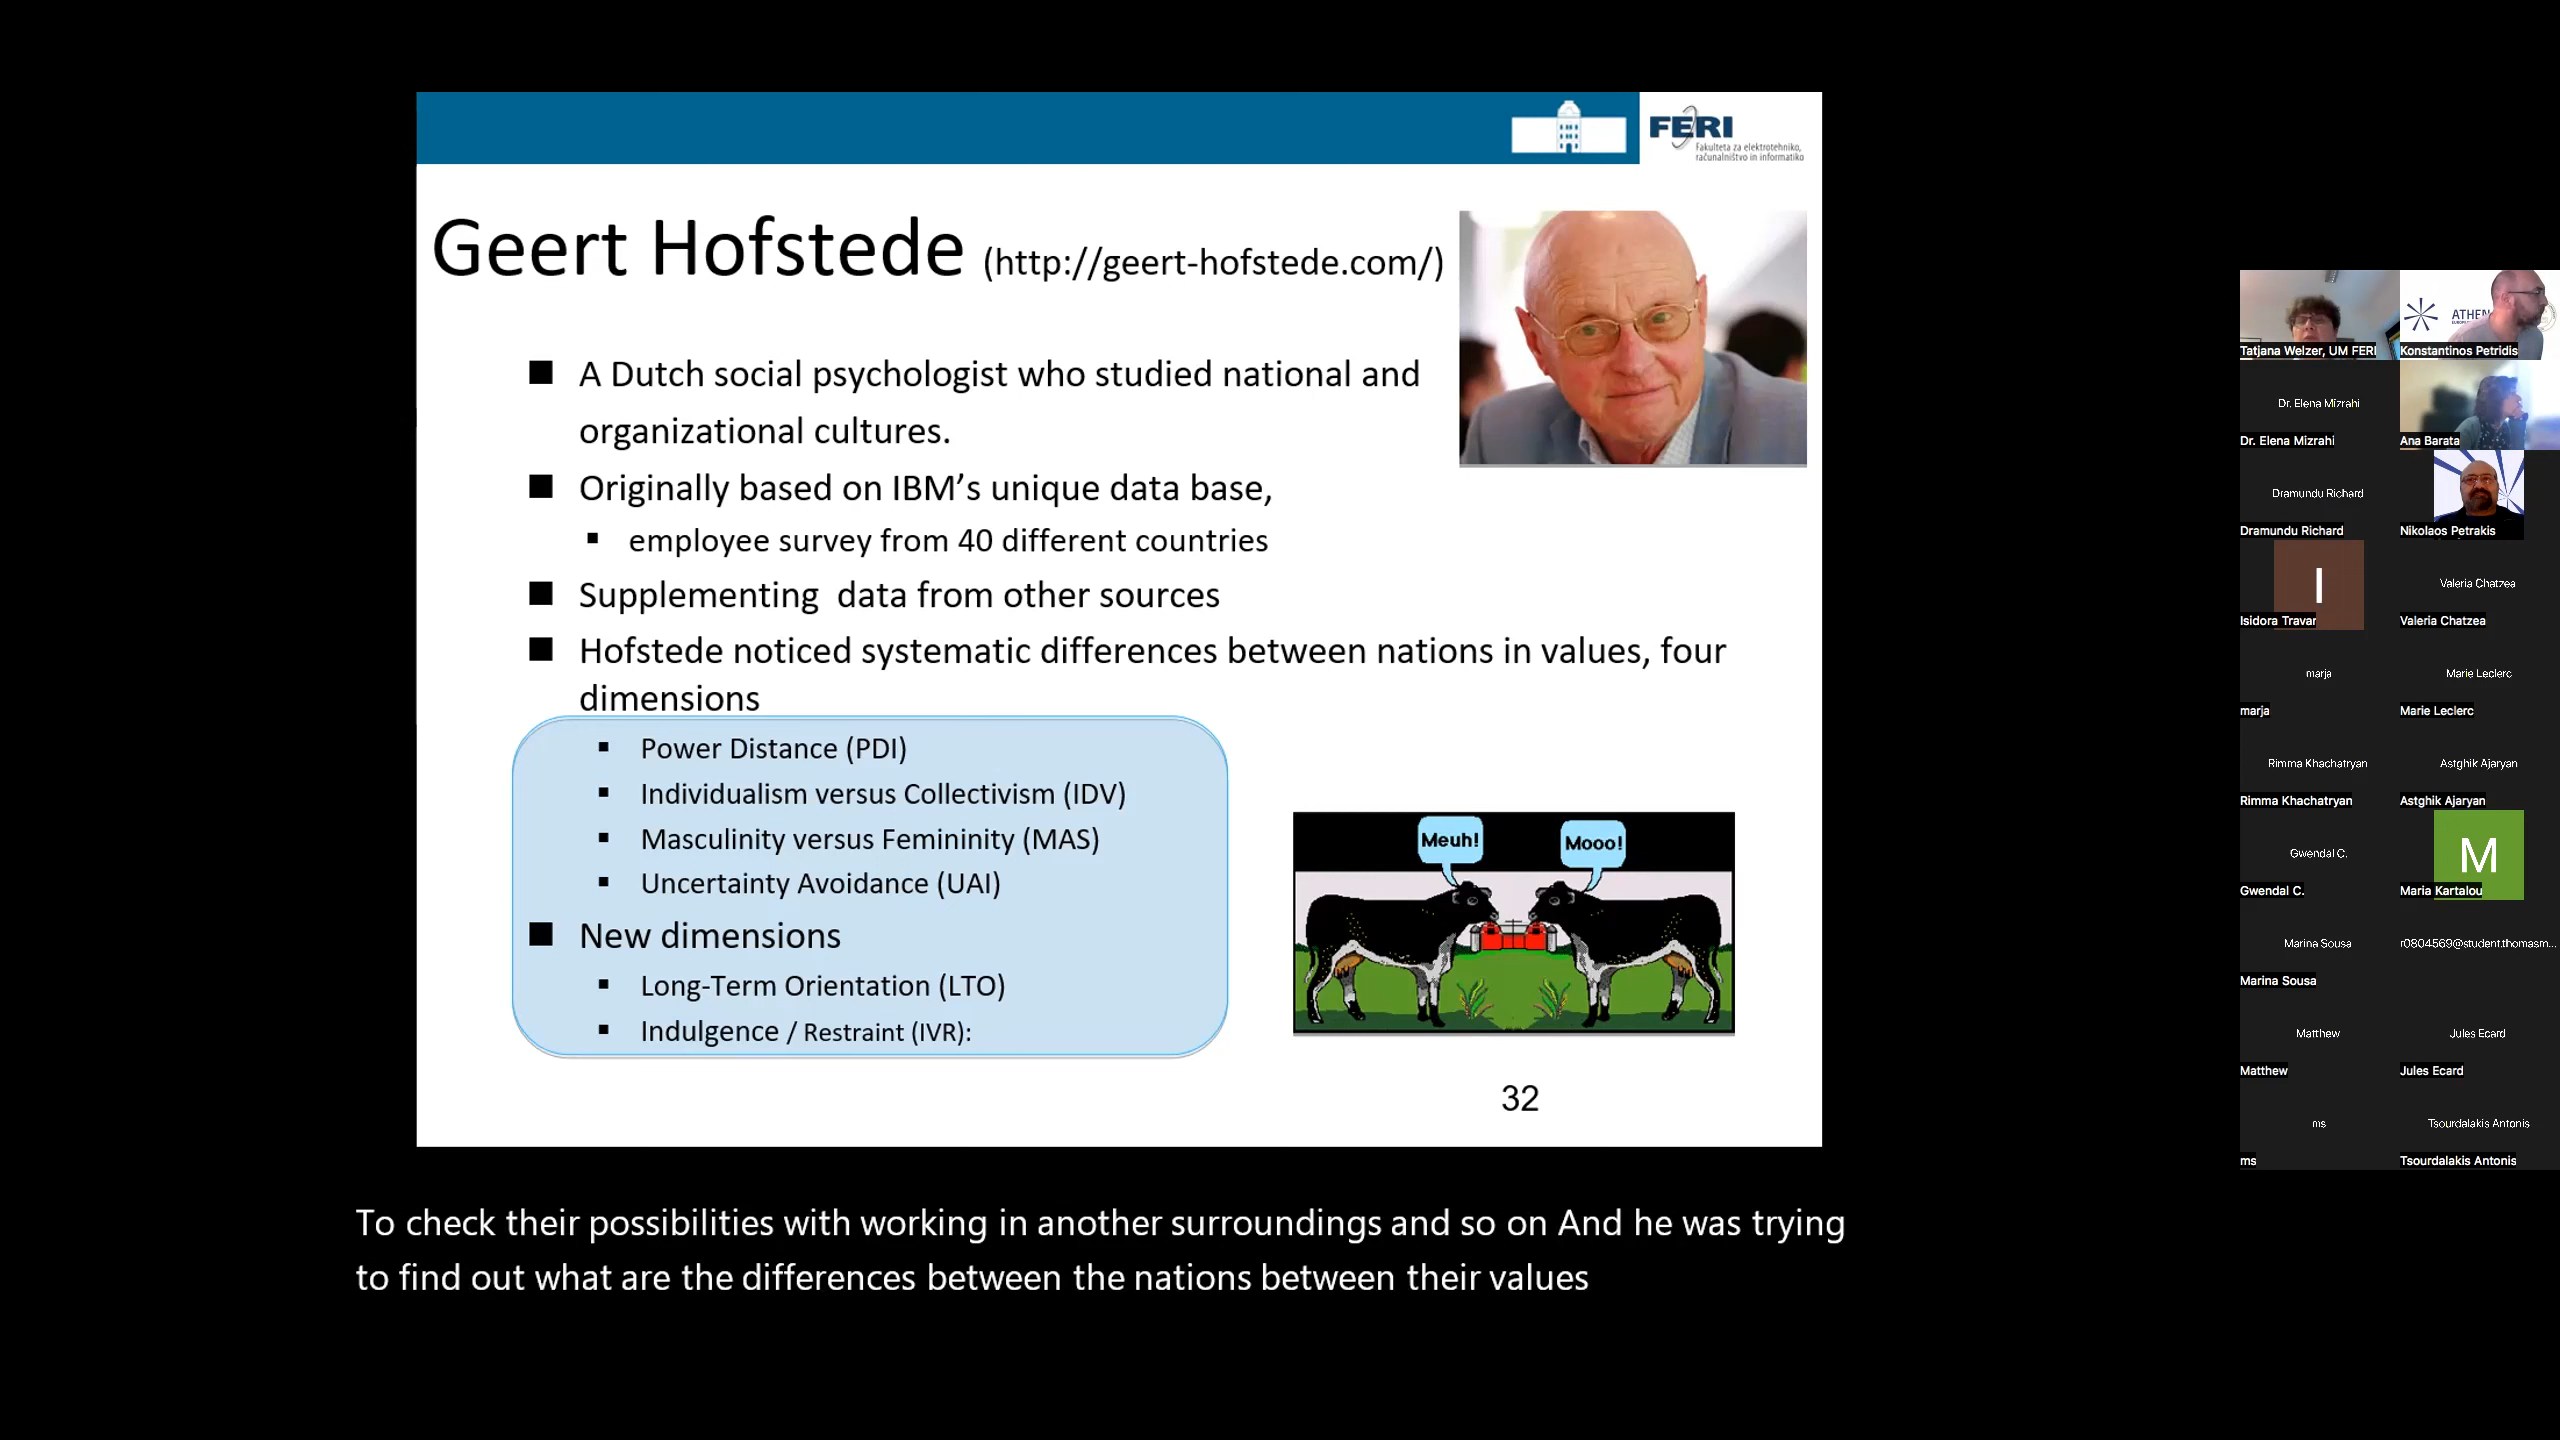 FERI
Fakulteta za elektrotehniko,
računalništvo in informatiko
Geert Hofstede (http://geert-hofstede.com/)
■ A Dutch social psychologist who studied national and
organizational cultures.
■ Originally based on IBM’s unique data base,
▪ employee survey from 40 different countries
■ Supplementing data from other sources
■ Hofstede noticed systematic differences between nations in values, four
dimensions
▪ Power Distance (PDI)
▪ Individualism versus Collectivism (IDV)
▪ Masculinity versus Femininity (MAS)
▪ Uncertainty Avoidance (UAI)
■ New dimensions
▪ Long-Term Orientation (LTO)
▪ Indulgence / Restraint (IVR):
Meuh!
Mooo!
32
To check their possibilities with working in another surroundings and so on And he was trying
to find out what are the differences between the nations between their values
ATHEN
Tatjana Welzer, UM FERI
Konstantinos Petridis
Dr. Elena Mizrahi
Dr. Elena Mizrahi
Ana Barata
Dramundu Richard
Dramundu Richard
Nikolaos Petrakis
I
Isidora Travar
Valeria Chatzea
Valeria Chatzea
marja
marja
Marie Leclerc
Marie Leclerc
Rimma Khachatryan
Rimma Khachatryan
Astghik Ajaryan
Astghik Ajaryan
Gwendal C.
Gwendal C.
M
Maria Kartalou
Marina Sousa
Marina Sousa
r0804569@student.thomasm...
Matthew
Matthew
Jules Ecard
Jules Ecard
ms
ms
Tsourdalakis Antonis
Tsourdalakis Antonis